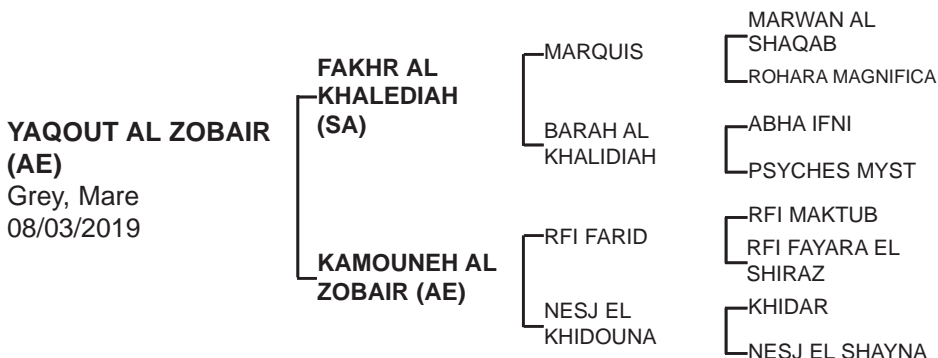 YAQOUT AL ZOBAIR
(AE)
Grey, Mare
08/03/2019
FAKHR AL
KHALEDIAH
(SA)
KAMOUNEH AL
ZOBAIR (AE)
MARQUIS
BARAH AL
KHALIDIAH
RFI FARID
NESJ EL
KHIDOUNA
MARWAN AL
SHAQAB
ROHARA MAGNIFICA
ABHA IFNI
PSYCHES MYST
RFI MAKTUB
RFI FAYARA EL
SHIRAZ
KHIDAR
NESJ EL SHAYNA